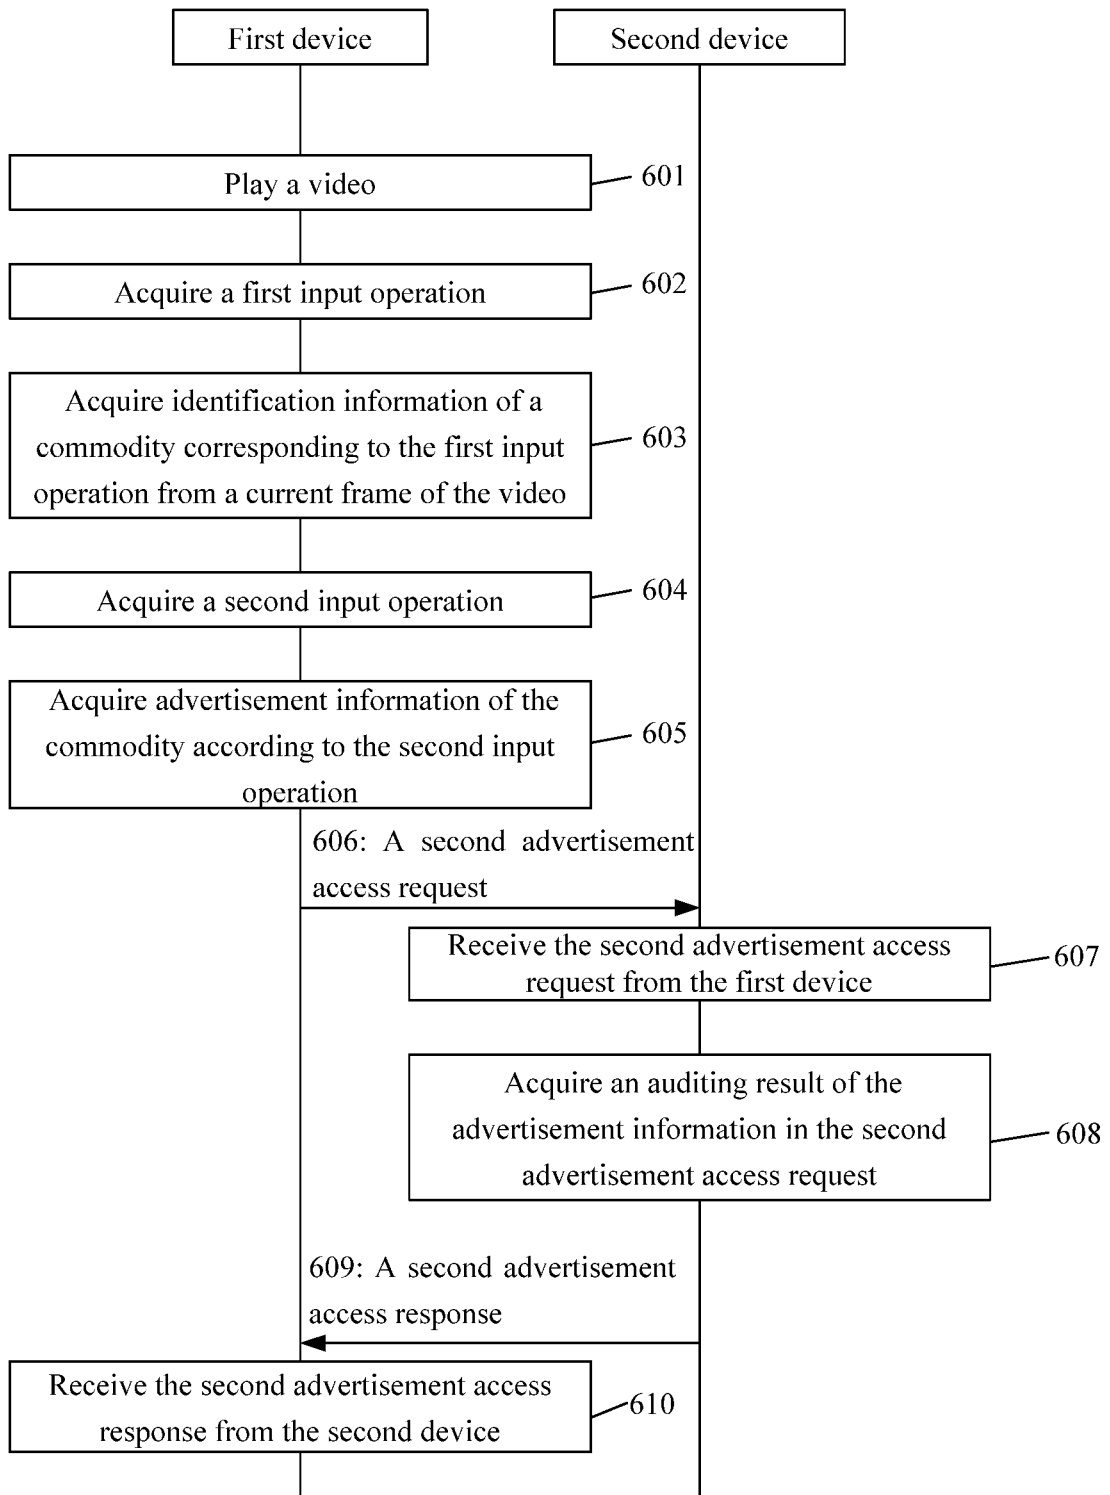 First device
Second device
Play a video
601
Acquire a first input operation
602
Acquire identification information of a
commodity corresponding to the first input
operation from a current frame of the video
603
Acquire a second input operation
604
Acquire advertisement information of the
commodity according to the second input
operation
605
606: A second advertisement
access request
Receive the second advertisement access
request from the first device
607
Acquire an auditing result of the
advertisement information in the second
advertisement access request
608
609: A second advertisement
access response
Receive the second advertisement access
response from the second device
610